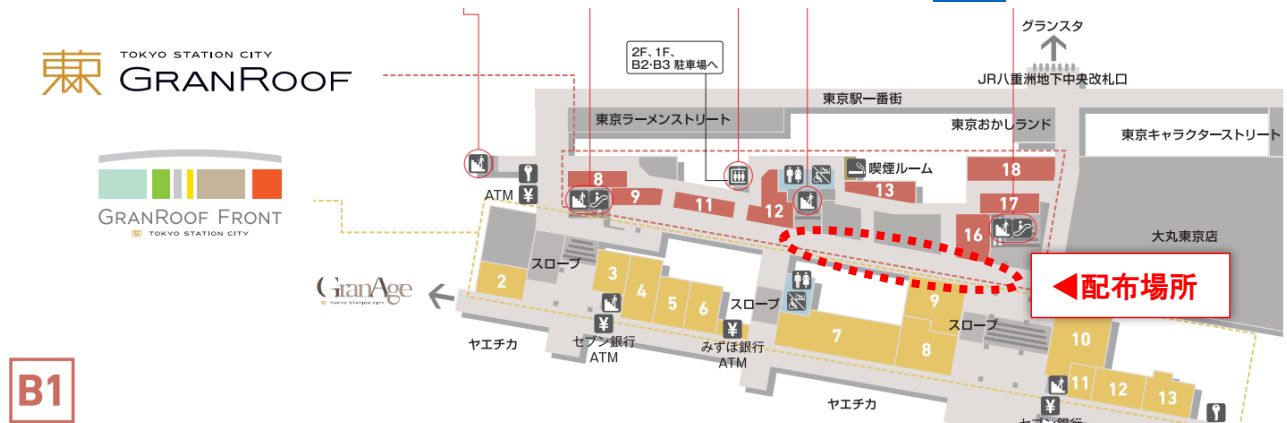 TOKYO STATION CITY
GRANROOF
GRANROOF FRONT
TOKYO STATION CITY
GranAge
TOKYO STATION CITY
B1
グランスタ
JR八重洲地下中央改札口
2F、1F、
B2・B3 駐車場へ
東京駅一番街
東京ラーメンストリート
東京おかしランド
東京キャラクターストリート
喫煙ルーム
ATM ¥
8
9
11
12
13
18
17
16
大丸東京店
◀配布場所
スロープ
2
3
4
5
6
スロープ
7
9
8
スロープ
10
11
12
13
¥
セブン銀行
ATM
¥
みずほ銀行
ATM
ヤエチカ
ヤエチカ
¥
セブン銀行